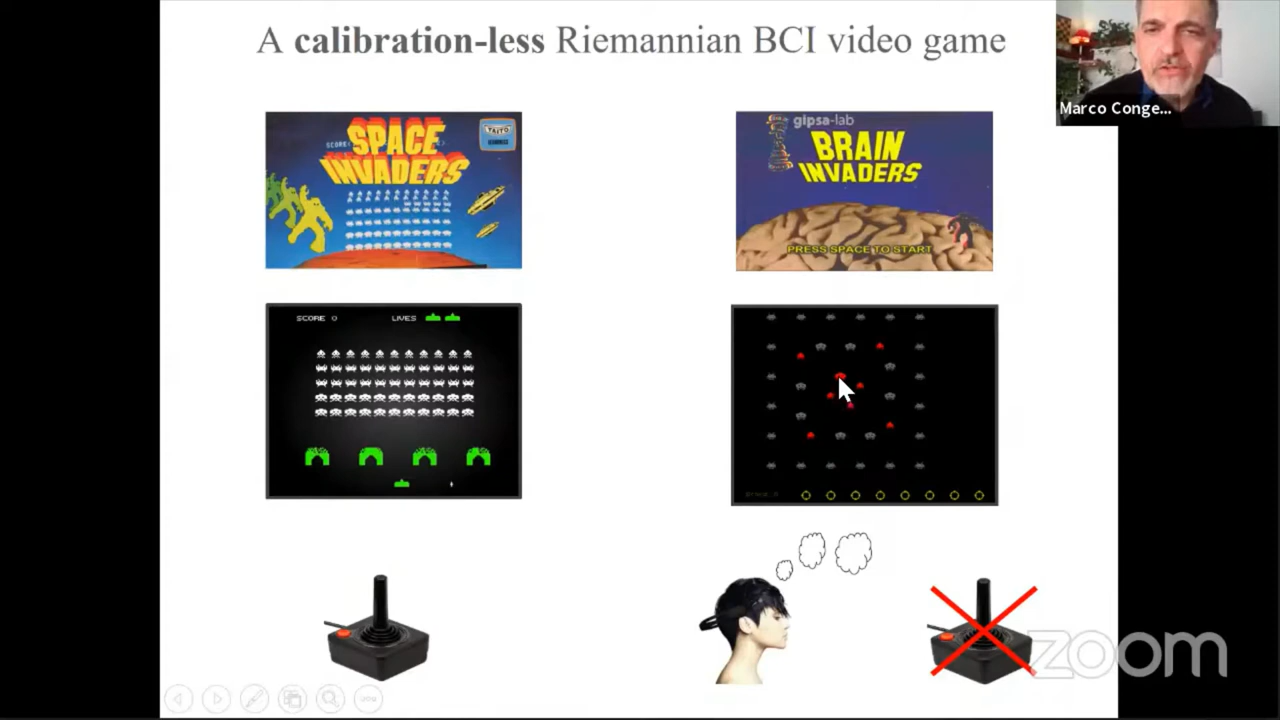 A calibration-less Riemannian BCI video game
Marco Conge...
SPACE
INVADERS
SCORE
TAITO
gipsa-lab
BRAIN
INVADERS
PRESS SPACE TO START
SCORE 0
LIVES
zoom